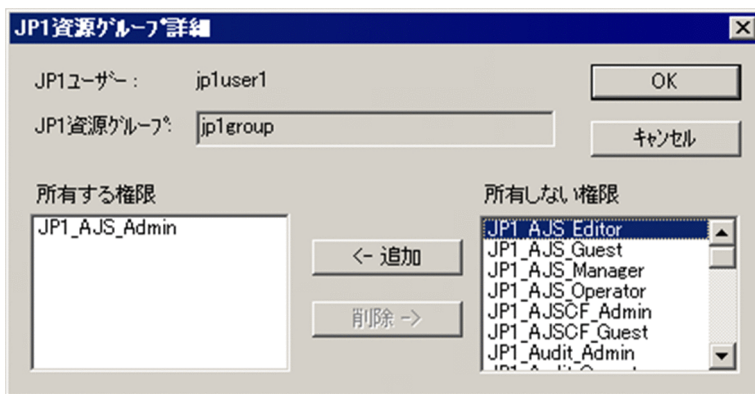 JP1資源ｸﾞﾙｰﾌﾟ詳細
JP1ﾕｰｻﾞｰ :
jp1user1
OK
JP1資源ｸﾞﾙｰﾌﾟ:
jp1group
ｷｬﾝｾﾙ
所有する権限
所有しない権限
JP1_AJS_Admin
<- 追加
削除 ->
JP1_AJS_Editor
JP1_AJS_Guest
JP1_AJS_Manager
JP1_AJS_Operator
JP1_AJSCF_Admin
JP1_AJSCF_Guest
JP1_Audit_Admin